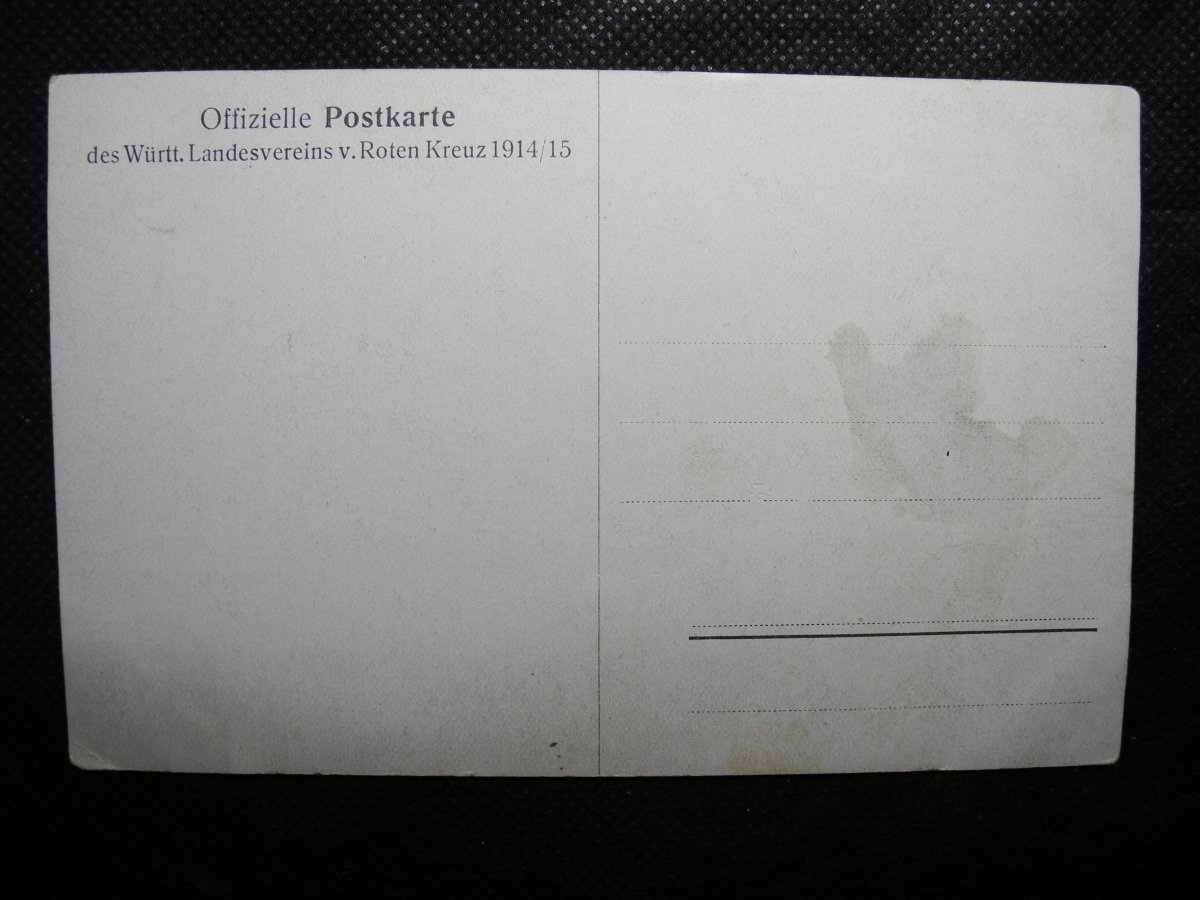 Offizielle Postkarte
des Württ. Landesvereins v. Roten Kreuz 1914/15